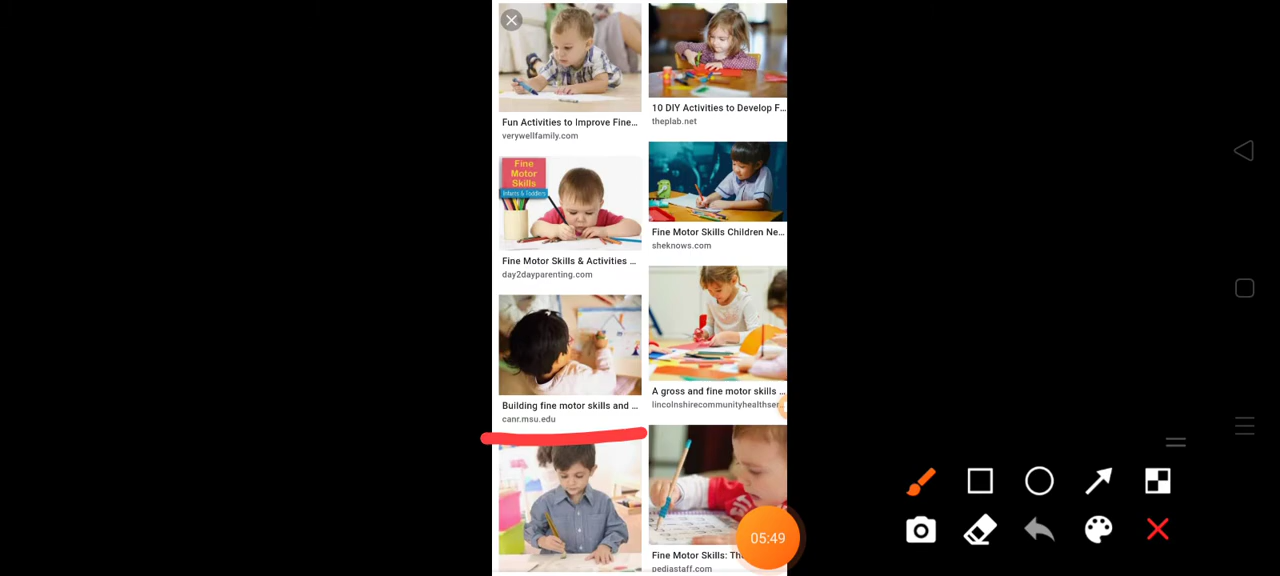 Fun Activities to Improve Fine...
verywellfamily.com
Fine
Motor
Skills
Infants & Toddlers
Fine Motor Skills & Activities ...
day2dayparenting.com
Building fine motor skills and ...
canr.msu.edu
10 DIY Activities to Develop F...
theplab.net
Fine Motor Skills Children Ne...
sheknows.com
A gross and fine motor skills ...
lincolnshirecommunityhealthser...
Fine Motor Skills:
pediastaff.com
05:49